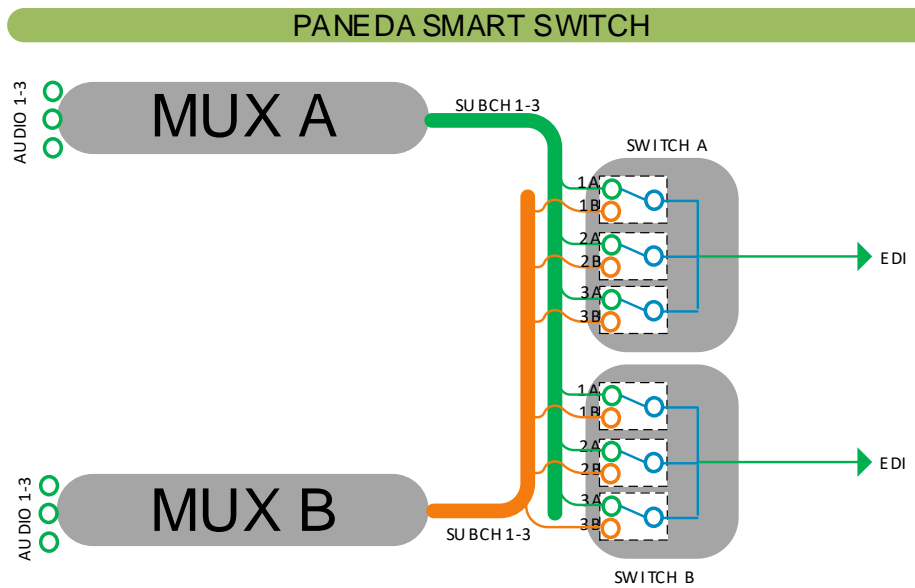 PANEDA SMART SWITCH
AUDIO 1-3
MUX A
SUBCH 1-3
SWITCH A
1A
1B
2A
2B
3A
3B
EDI
1A
1B
2A
2B
3A
3B
EDI
AUDIO 1-3
MUX B
SUBCH 1-3
SWITCH B